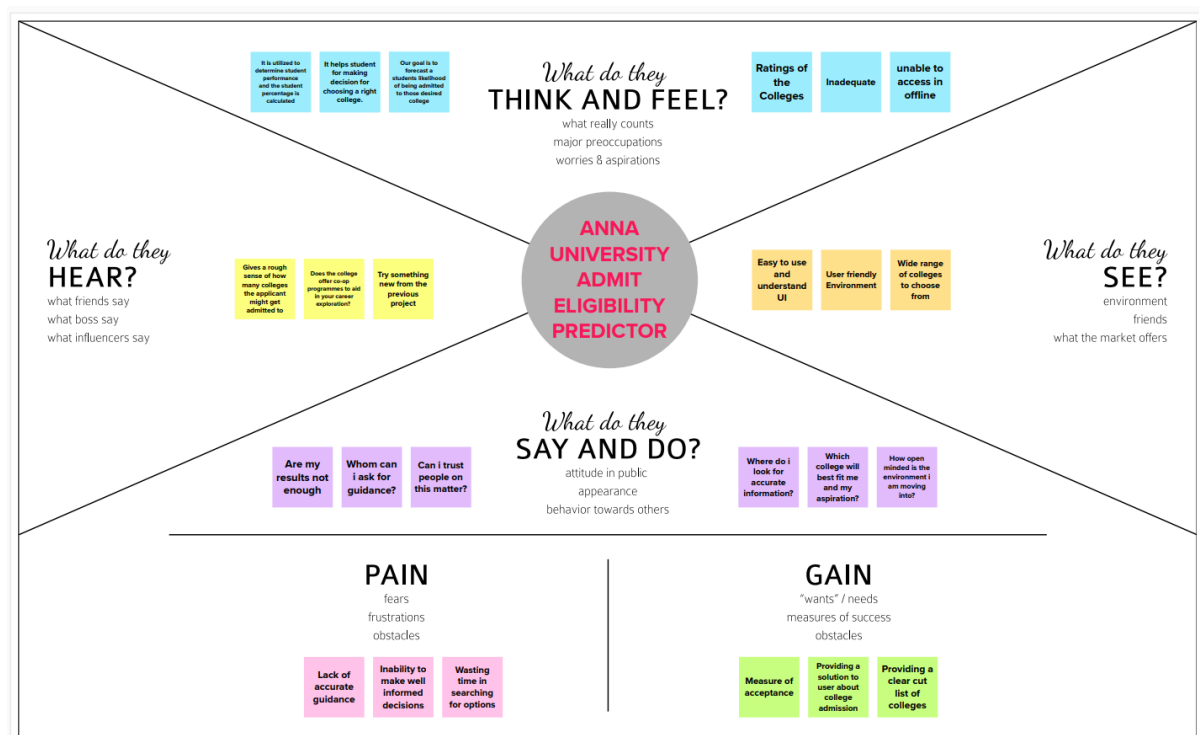 It is utilized to
determine student
performance
and the student
percentage is
calculated
It helps student
for making
decision for
choosing a right
college.
Our goal is to
forecast a
students likelihood
of being admitted
to those desired
college
What do they
THINK AND FEEL?
what really counts
major preoccupations
worries & aspirations
Ratings of
the
Colleges
Inadequate
unable to
access in
offline
What do they
HEAR?
what friends say
what boss say
what influencers say
Gives a rough
sense of how
many colleges
the applicant
might get
admitted to
Does the college
offer co-op
programmes to aid
in your career
exploration?
Try something
new from the
previous
project
ANNA
UNIVERSITY
ADMIT
ELIGIBILITY
PREDICTOR
Easy to use
and
understand
UI
User friendly
Environment
Wide range
of colleges
to choose
from
What do they
SEE?
environment
friends
what the market offers
What do they
SAY AND DO?
attitude in public
appearance
behavior towards others
Are my
results not
enough
Whom can
i ask for
guidance?
Can i trust
people on
this matter?
Where do i
look for
accurate
information?
Which
college will
best fit me
and my
aspiration?
How open
minded is the
environment i
am moving
into?
PAIN
fears
frustrations
obstacles
Lack of
accurate
guidance
Inability to
make well
informed
decisions
Wasting
time in
searching
for options
GAIN
"wants" / needs
measures of success
obstacles
Measure of
acceptance
Providing a
solution to
user about
college
admission
Providing a
clear cut
list of
colleges